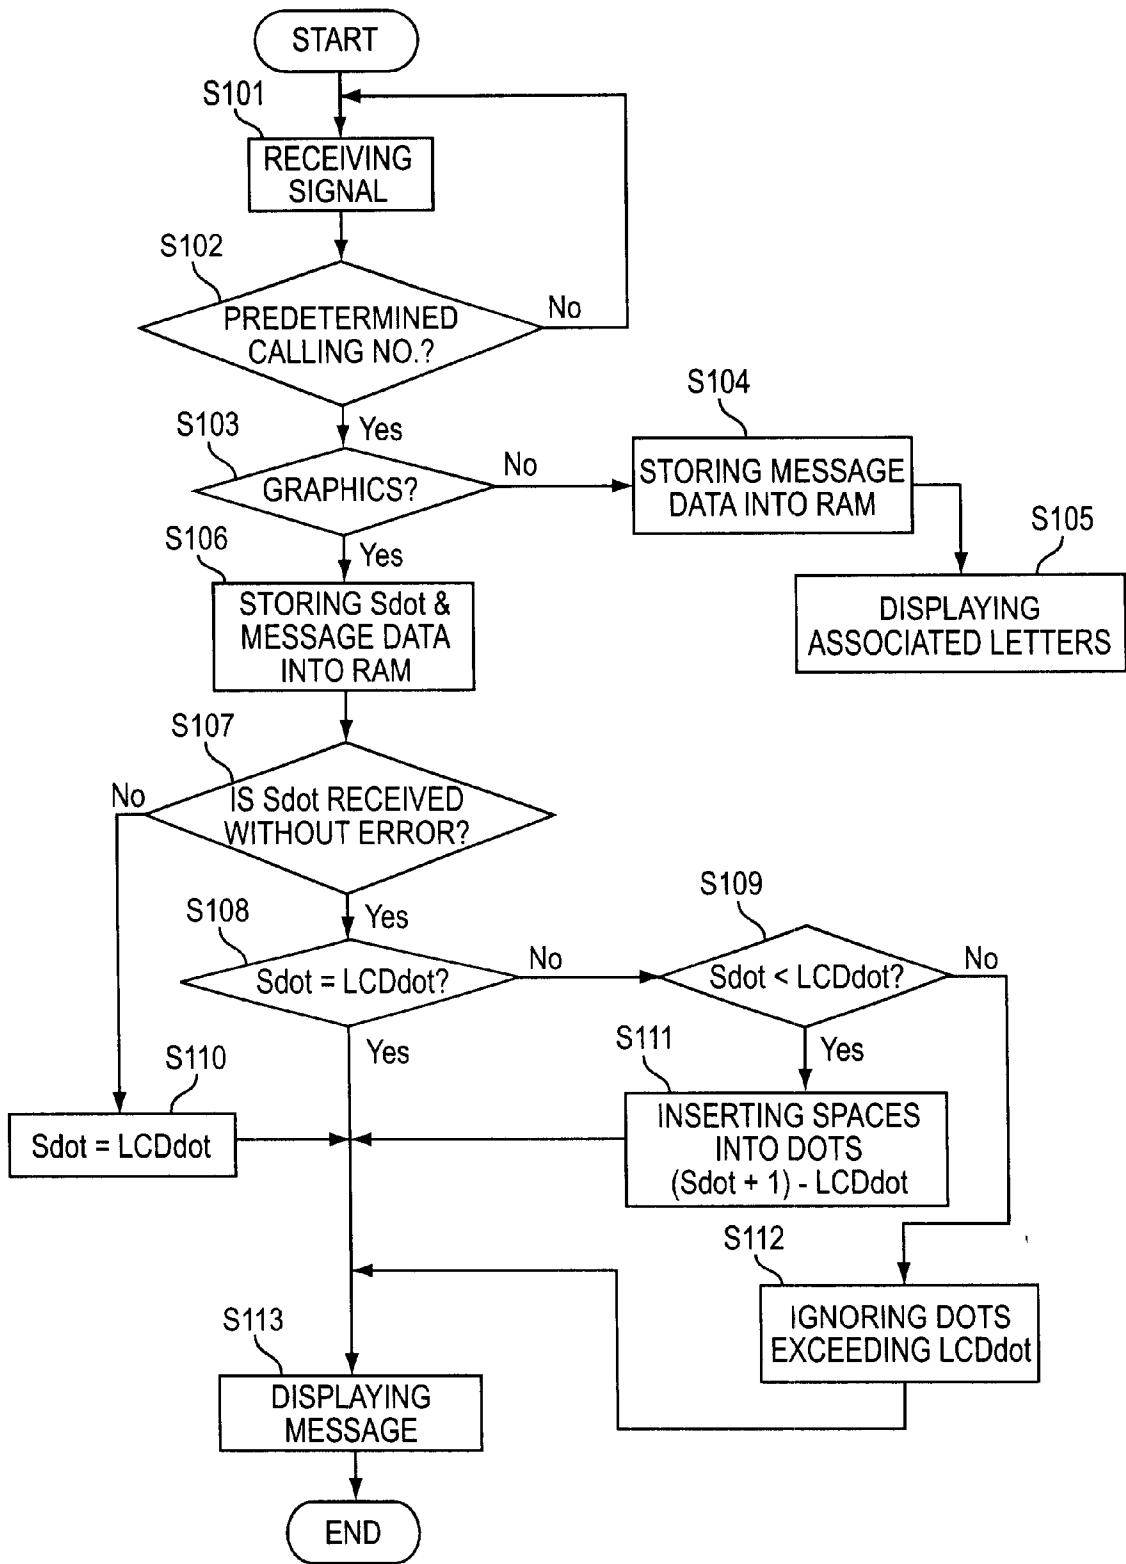 START
S101
RECEIVING
SIGNAL
S102
PREDETERMINED
CALLING NO.?
No
Yes
S103
GRAPHICS?
No
S104
STORING MESSAGE
DATA INTO RAM
S105
DISPLAYING
ASSOCIATED LETTERS
Yes
S106
STORING Sdot &
MESSAGE DATA
INTO RAM
S107
IS Sdot RECEIVED
WITHOUT ERROR?
No
Yes
S108
Sdot = LCDdot?
No
S109
Sdot < LCDdot?
No
Yes
Yes
S110
Sdot = LCDdot
S111
INSERTING SPACES
INTO DOTS
(Sdot + 1) - LCDdot
S112
IGNORING DOTS
EXCEEDING LCDdot
S113
DISPLAYING
MESSAGE
END